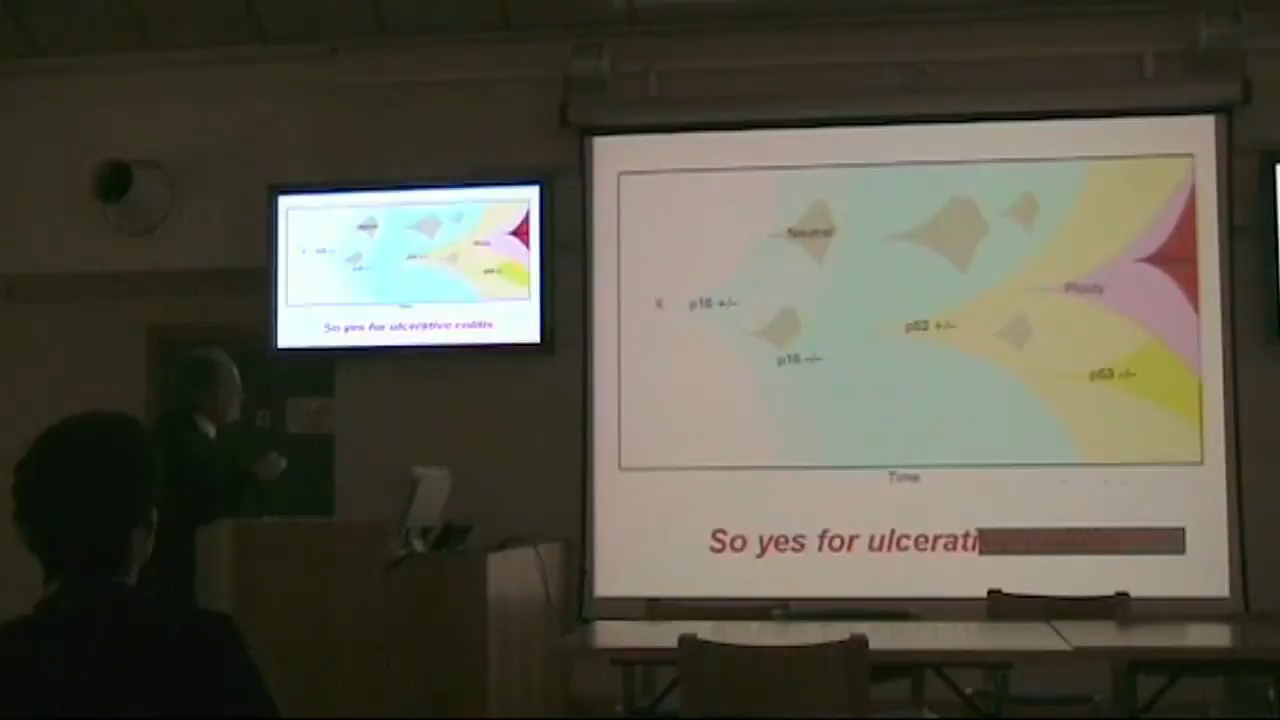 So yes for ulcerative colitis
Neutral
Ploidy
X p16 +/–
p53 +/–
p16 –/–
p53 –/–
Time
So yes for ulcerati